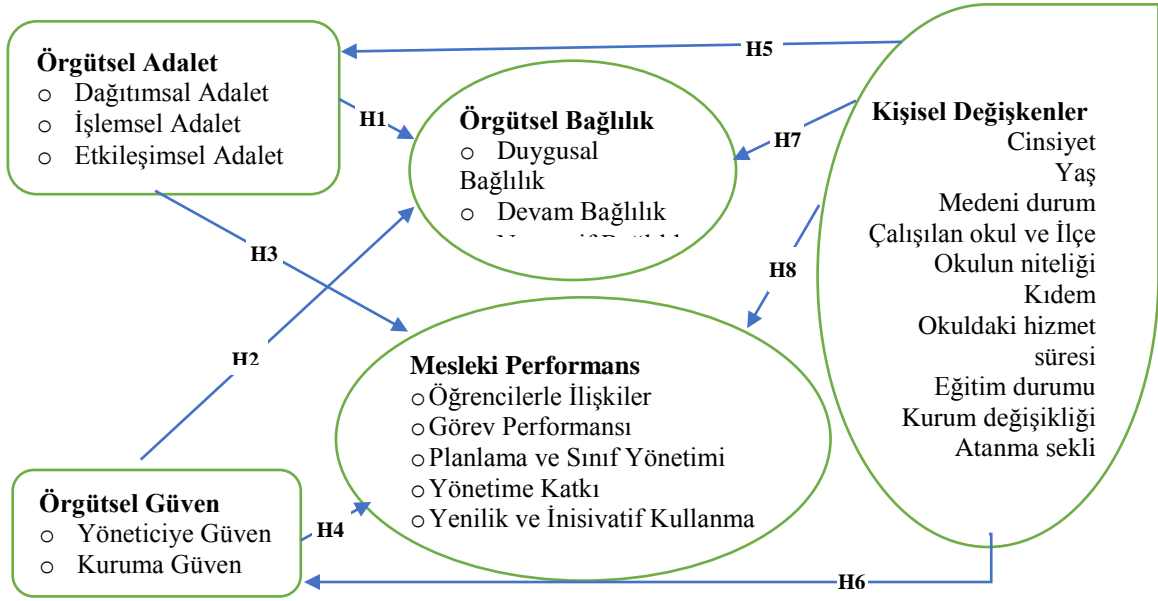 Örgütsel Adalet
o Dağıtımsal Adalet
o İşlemsel Adalet
o Etkileşimsel Adalet
H5
H1
Örgütsel Bağlılık
o Duygusal
Bağlılık
o Devam Bağlılık
H7
Kişisel Değişkenler
Cinsiyet
Yaş
Medeni durum
Çalışılan okul ve İlçe
Okulun niteliği
Kıdem
Okuldaki hizmet
süresi
Eğitim durumu
Kurum değişikliği
Atanma sekli
H3
H8
H2
Mesleki Performans
o Öğrencilerle İlişkiler
o Görev Performansı
o Planlama ve Sınıf Yönetimi
o Yönetime Katkı
o Yenilik ve İnisivatif Kullanma
Örgütsel Güven
o Yöneticiye Güven
o Kuruma Güven
H4
H6